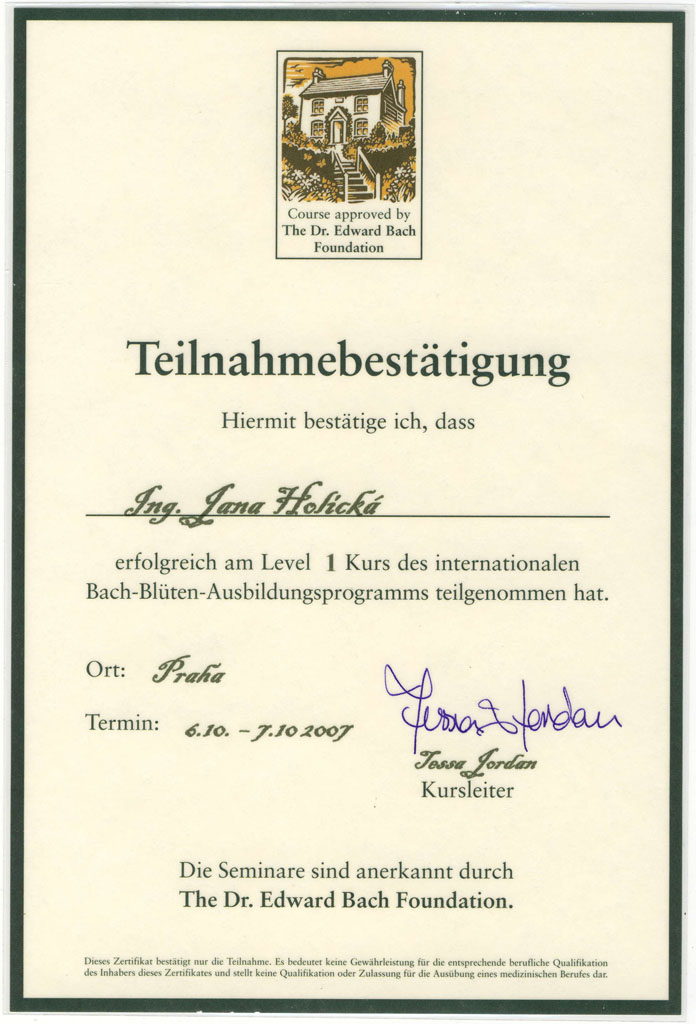 Course approved by
The Dr. Edward Bach
Foundation
Teilnahmebestätigung
Hiermit bestätige ich, dass
Ing. Jana Holická
erfolgreich am Level 1 Kurs des internationalen
Bach-Blüten-Ausbildungsprogramms teilgenommen hat.
Ort: Praha
Termin: 6.10. – 7.10 2007
Tessa Jordan
Tessa Jordan
Kursleiter
Die Seminare sind anerkannt durch
The Dr. Edward Bach Foundation.
Dieses Zertifikat bestätigt nur die Teilnahme. Es bedeutet keine Gewährleistung für die entsprechende berufliche Qualifikation
des Inhabers dieses Zertifikates und stellt keine Qualifikation oder Zulassung für die Ausübung eines medizinischen Berufes dar.